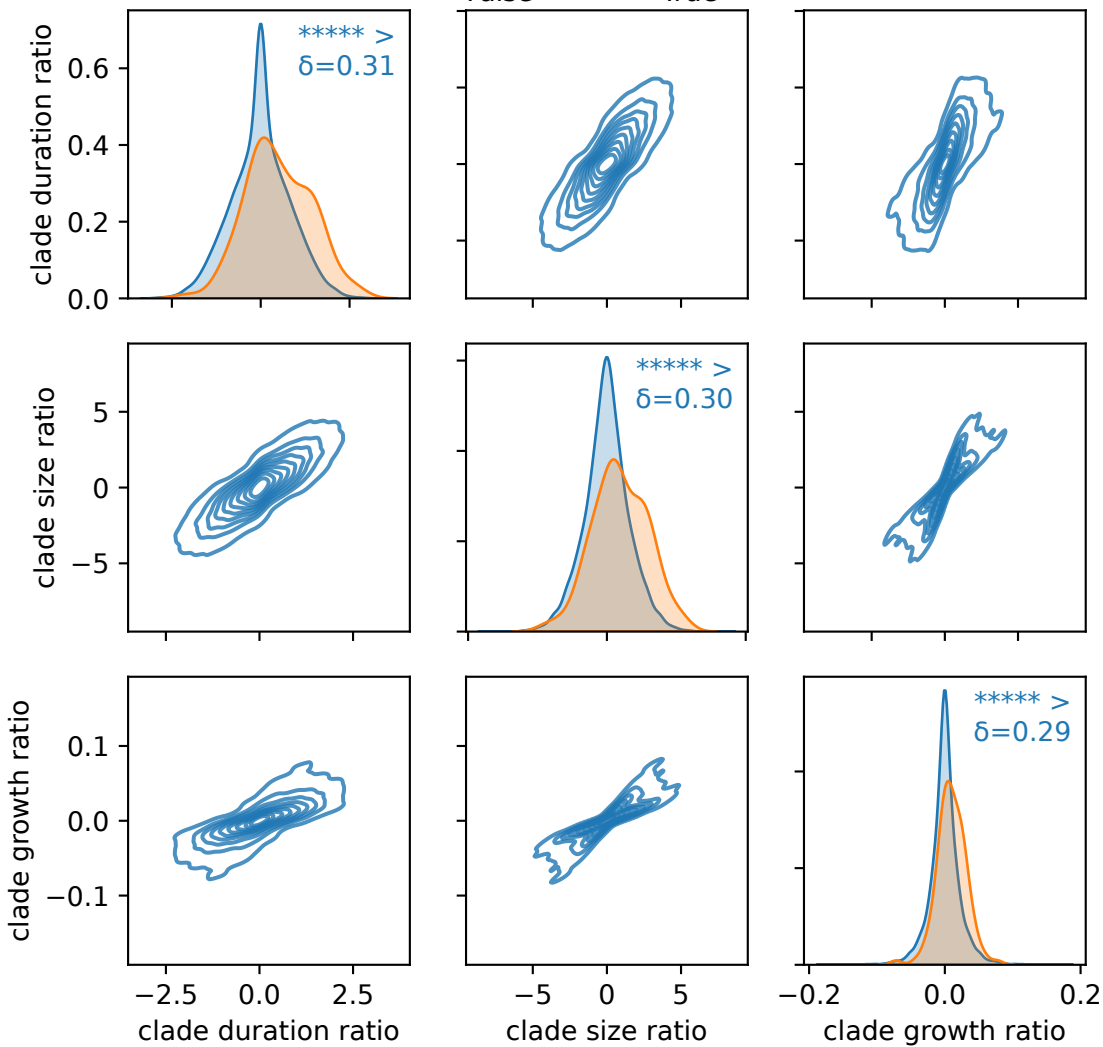 clade duration ratio
0.6
0.4
0.2
0.0
***** >
δ=0.31
clade size ratio
5
0
−5
***** >
δ=0.30
clade growth ratio
0.1
0.0
−0.1
***** >
δ=0.29
−2.5 0.0 2.5
−5 0 5
−0.2 0.0 0.2
clade duration ratio
clade size ratio
clade growth ratio